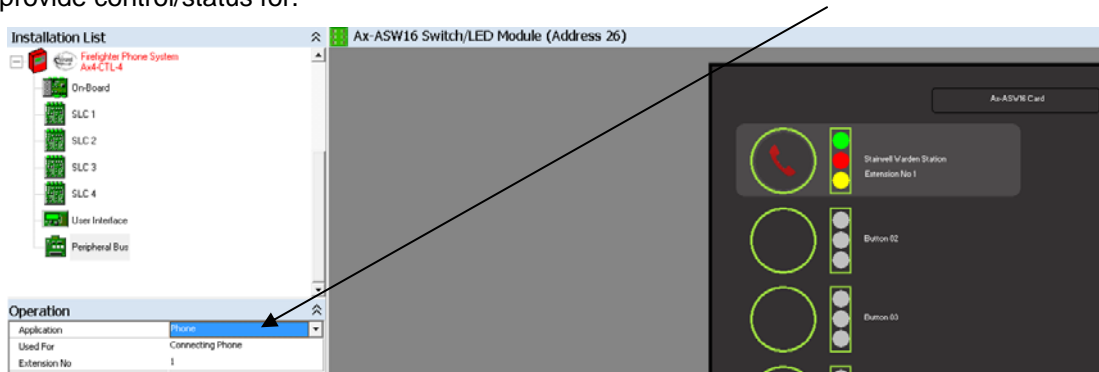 provide control/status for.
Installation List
Ax-ASW16 Switch/LED Module (Address 26)
Firefighter Phone System
Ax4-CTL-4
On-Board
SLC 1
SLC 2
SLC 3
SLC 4
User Interface
Peripheral Bus
Operation
Application Phone
Used For Connecting Phone
Extension No 1
Ax-ASW16 Card
Stairwell Warden Station
Extension No 1
Button 02
Button 03